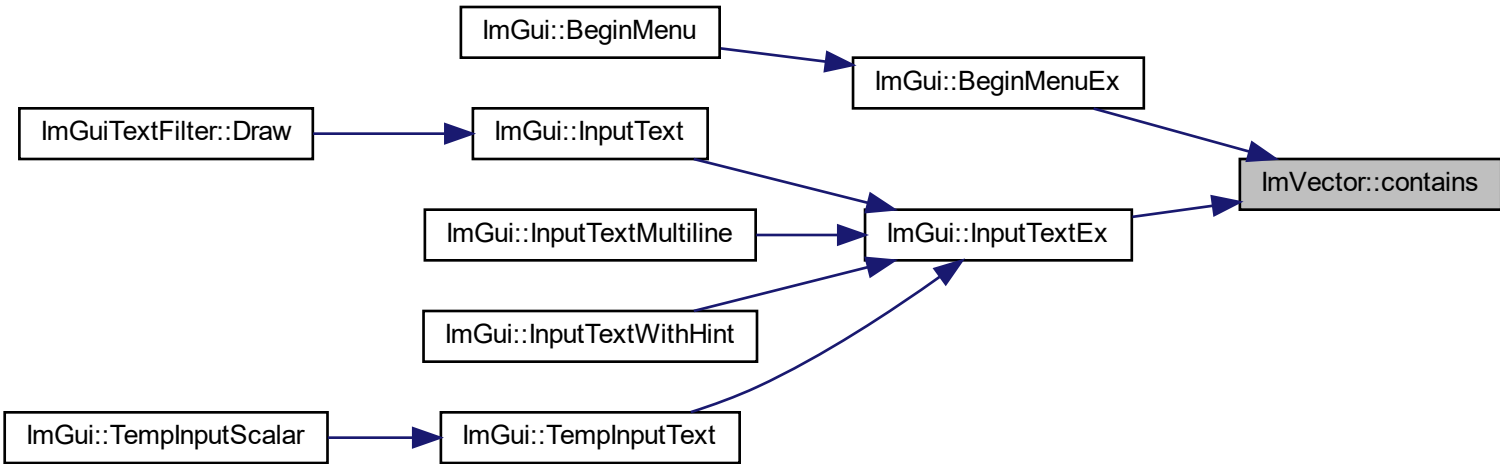 ImGui::BeginMenu
ImGui::BeginMenuEx
ImGuiTextFilter::Draw
ImGui::InputText
ImVector::contains
ImGui::InputTextMultiline
ImGui::InputTextEx
ImGui::InputTextWithHint
ImGui::TempInputScalar
ImGui::TempInputText